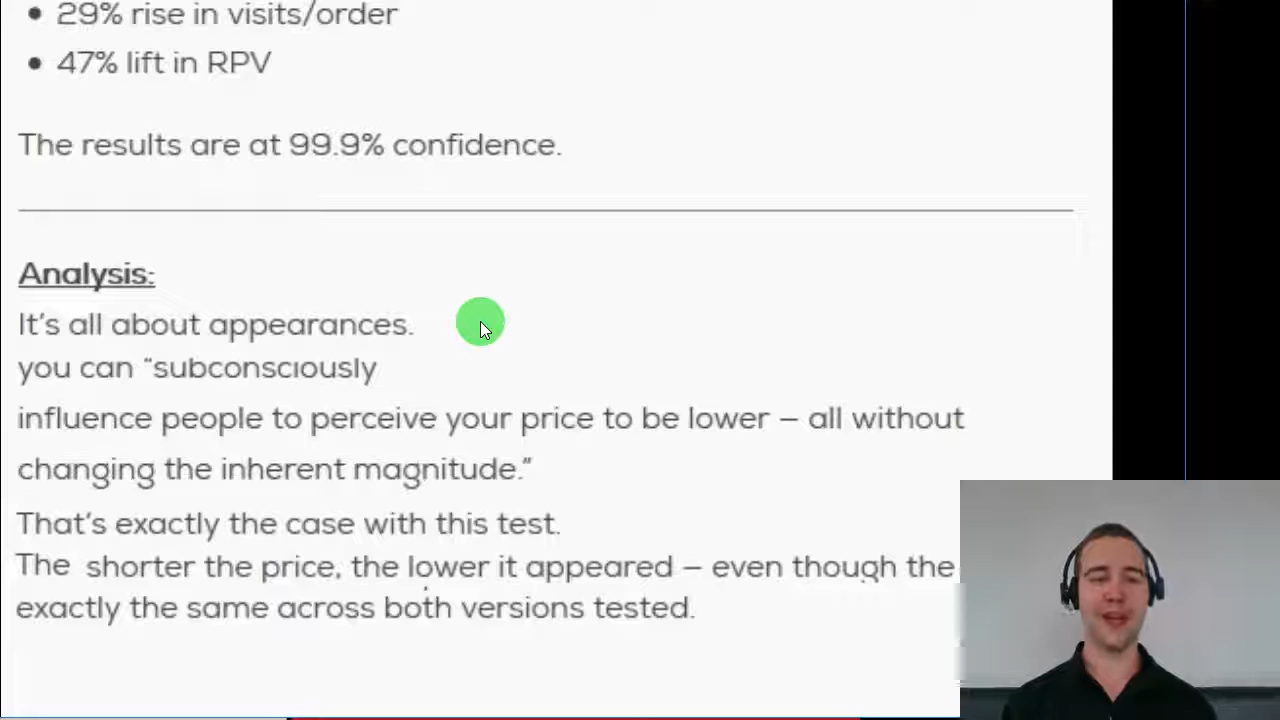 • 29% rise in visits/order
• 47% lift in RPV
The results are at 99.9% confidence.
Analysis:
It's all about appearances.
you can “subconsciously
influence people to perceive your price to be lower – all without
changing the inherent magnitude.”
That's exactly the case with this test.
The shorter the price, the lower it appeared – even though the
exactly the same across both versions tested.